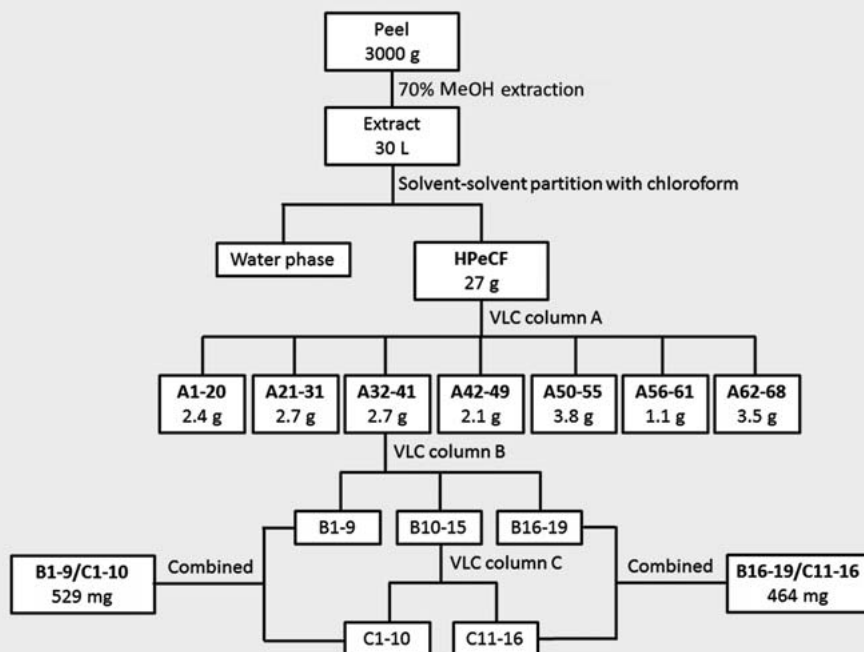 Peel
3000 g
70% MeOH extraction
Extract
30 L
Solvent-solvent partition with chloroform
Water phase
HPeCF
27 g
VLC column A
A1-20
2.4 g
A21-31
2.7 g
A32-41
2.7 g
A42-49
2.1 g
A50-55
3.8 g
A56-61
1.1 g
A62-68
3.5 g
VLC column B
B1-9
B10-15
B16-19
B1-9/C1-10
529 mg
Combined
VLC column C
Combined
B16-19/C11-16
464 mg
C1-10
C11-16